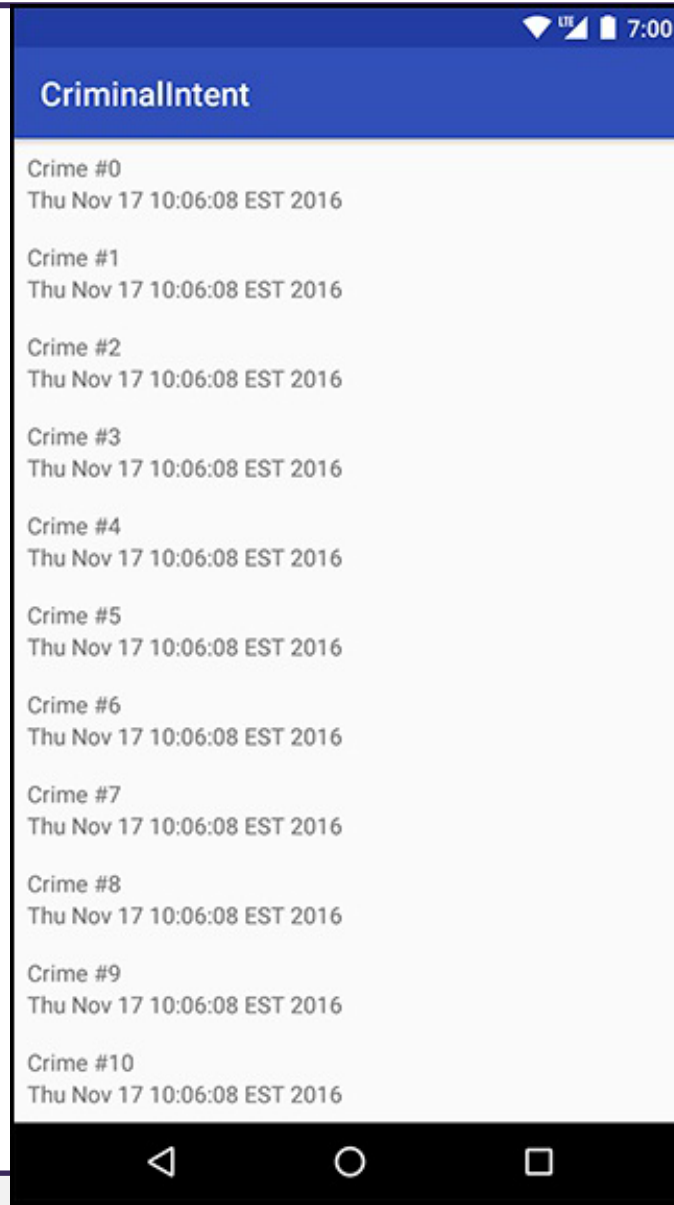 LTE 7:00
CriminalIntent
Crime #0
Thu Nov 17 10:06:08 EST 2016
Crime #1
Thu Nov 17 10:06:08 EST 2016
Crime #2
Thu Nov 17 10:06:08 EST 2016
Crime #3
Thu Nov 17 10:06:08 EST 2016
Crime #4
Thu Nov 17 10:06:08 EST 2016
Crime #5
Thu Nov 17 10:06:08 EST 2016
Crime #6
Thu Nov 17 10:06:08 EST 2016
Crime #7
Thu Nov 17 10:06:08 EST 2016
Crime #8
Thu Nov 17 10:06:08 EST 2016
Crime #9
Thu Nov 17 10:06:08 EST 2016
Crime #10
Thu Nov 17 10:06:08 EST 2016